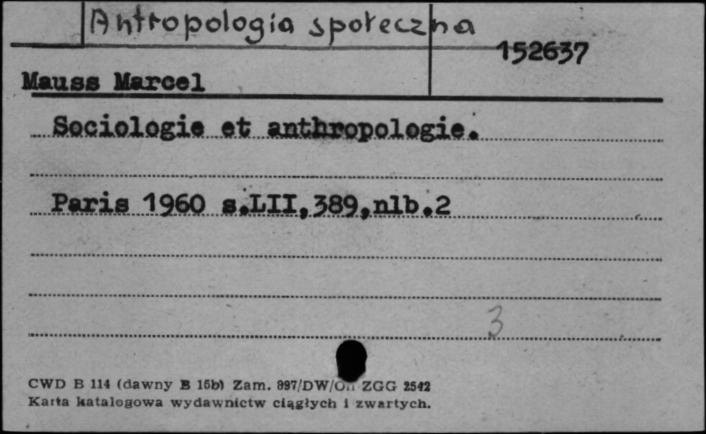 Antropologia społeczna
152637
Mauss Marcel
Sociologie et anthropologie.
Paris 1960 s.LII,389,nlb.2
3
CWD B 114 (dawny B 15b) Zam. 897/DW/ ZGG 2542
Karta katalogowa wydawnictw ciągłych i zwartych.